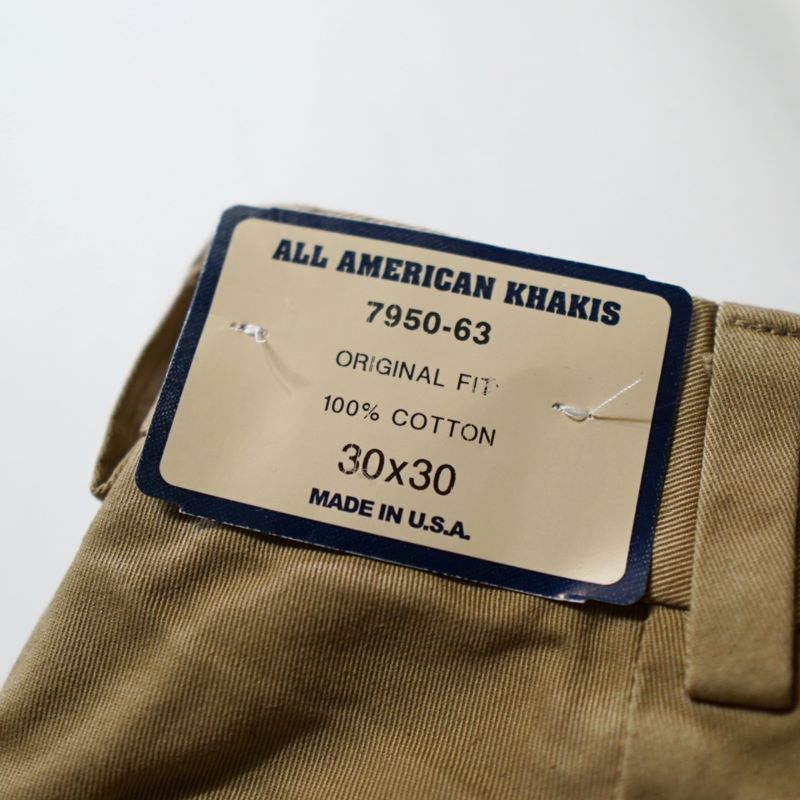 ALL AMERICAN KHAKIS
7950-63
ORIGINAL FIT
100% COTTON
30x30
MADE IN U.S.A.